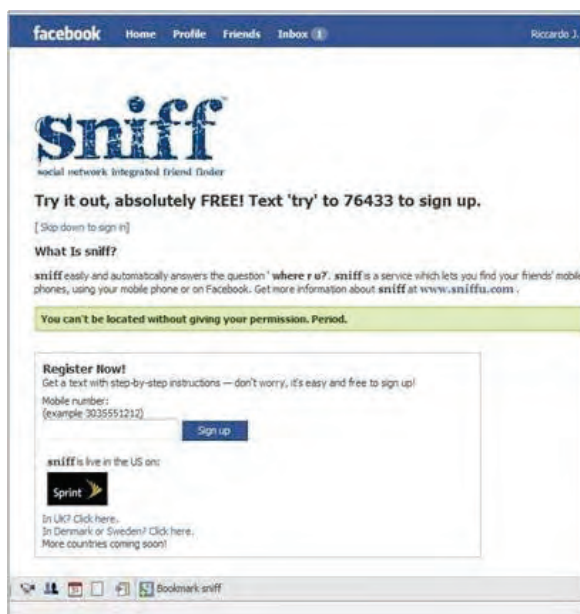 facebook Home Profile Friends Inbox 1 Riccardo J.
sniff
social network integrated friend finder
Try it out, absolutely FREE! Text 'try' to 76433 to sign up.
[ Skip down to sign in]
What Is sniff?
sniff easily and automatically answers the question ' where r u?'. sniff is a service which lets you find your friends' mobile
phones, using your mobile phone or on Facebook. Get more information about sniff at www.sniffu.com .
You can't be located without giving your permission. Period.
Register Now!
Get a text with step-by-step instructions — don't worry, it's easy and free to sign up!
Mobile number:
(example 3035551212)
Sign up
sniff is live in the US on:
Sprint
In UK? Click here.
In Denmark or Sweden? Click here.
More countries coming soon!
Bookmark sniff